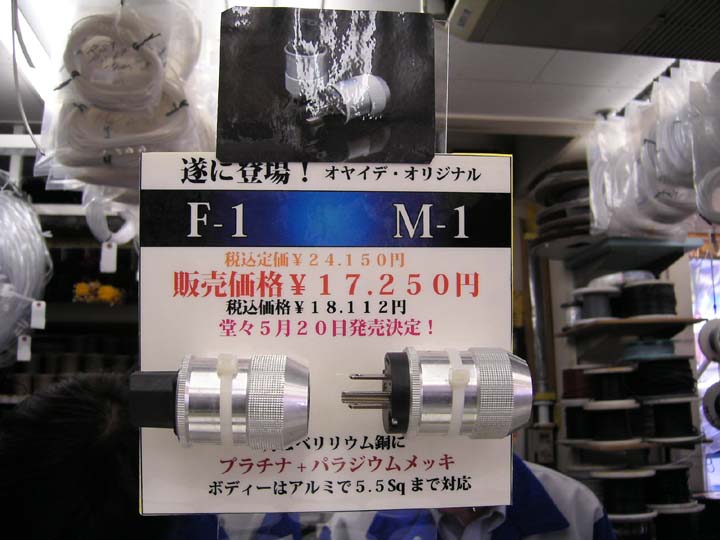 遂に登場! オヤイデ・オリジナル
F-1 M-1
税込定価¥24.150円
販売価格¥17.250円
税込価格¥18.112円
堂々5月20日発売決定!
ベリリウム銅に
プラチナ+パラジウムメッキ
ボディーはアルミで5.5Sqまで対応